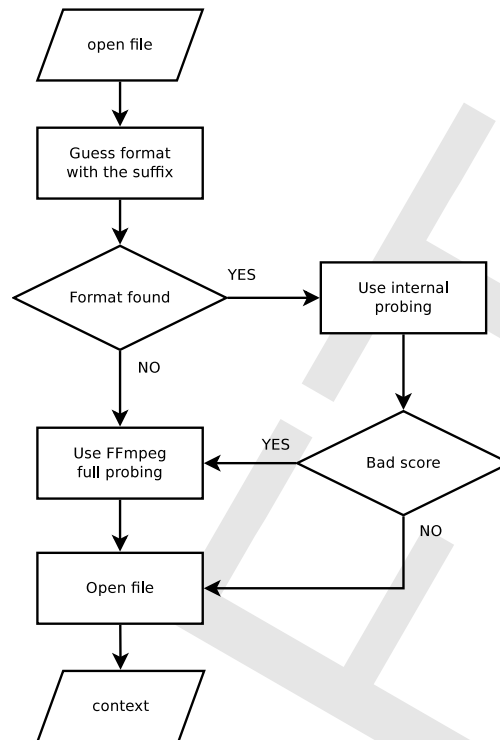 open file
Guess format
with the suffix
Format found
YES
Use internal
probing
NO
Use FFmpeg
full probing
YES
Bad score
NO
Open file
context